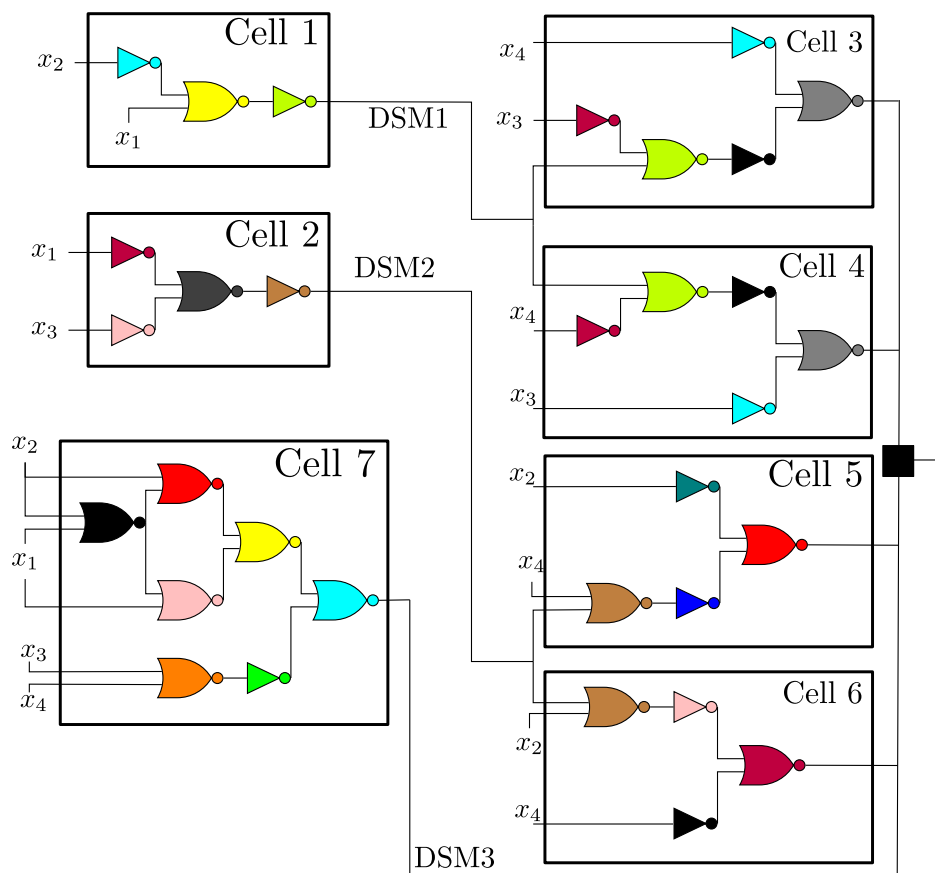 Cell 1
x₂
x₁
DSM1
Cell 2
x₁
x₃
DSM2
Cell 7
x₂
x₁
x₃
x₄
DSM3
Cell 3
x₄
x₃
Cell 4
x₄
x₃
Cell 5
x₂
x₄
Cell 6
x₂
x₄